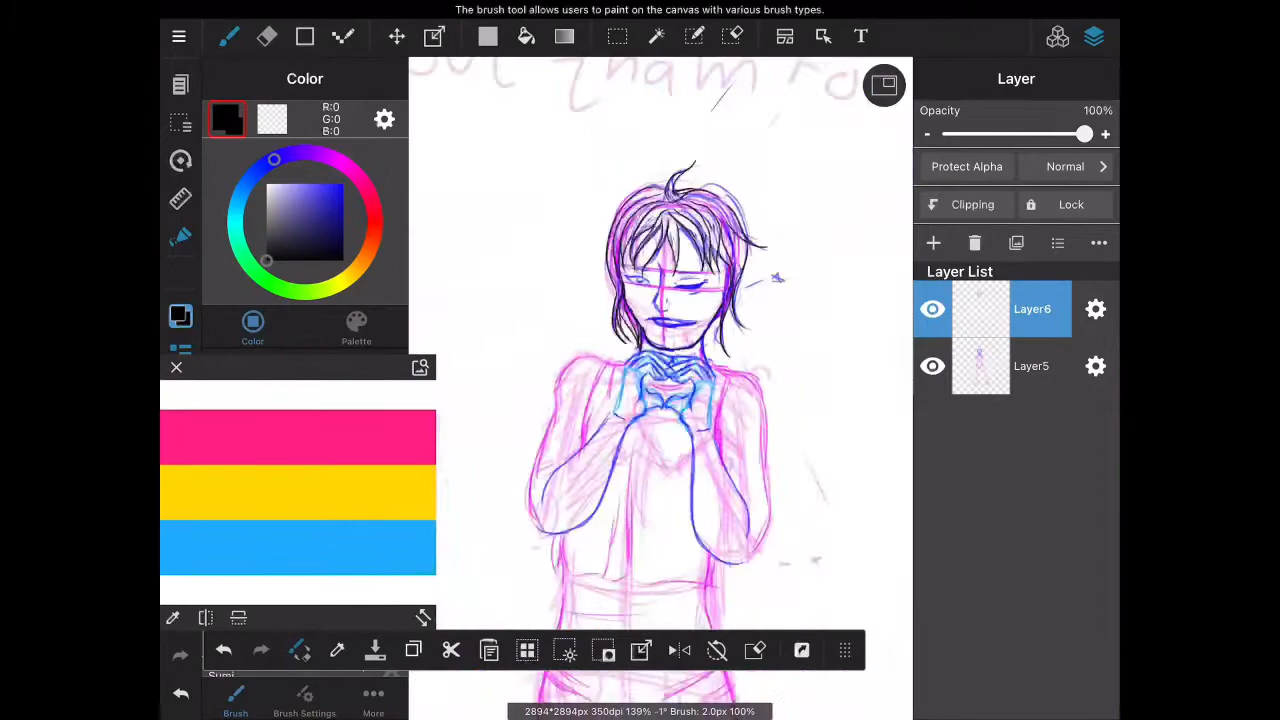 The brush tool allows users to paint on the canvas with various brush types.
T
Color
R:0
G:0
B:0
Color
Palette
Layer
Opacity 100%
Protect Alpha
Normal
Clipping
Lock
Layer List
Layer6
Layer5
Sumi
Brush
Brush Settings
More
2894*2894px 350dpi 139% -1° Brush: 2.0px 100%